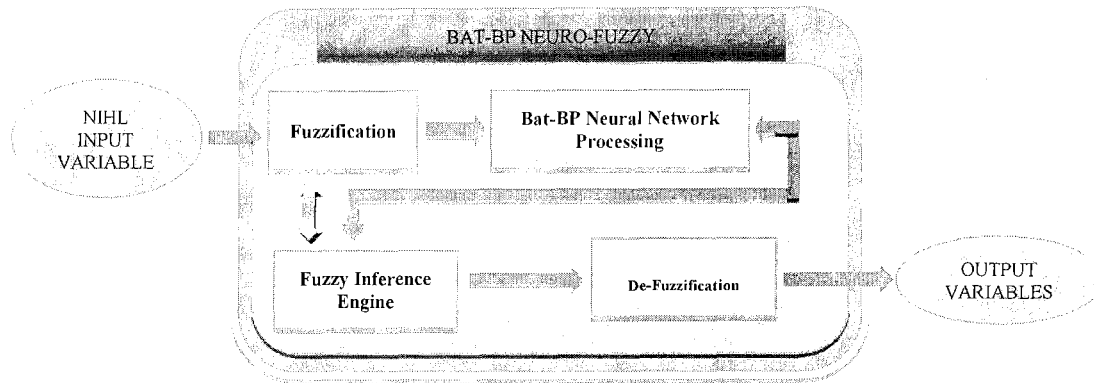 BAT-BP NEURO-FUZZY
NIHL
INPUT
VARIABLE
Fuzzification
Bat-BP Neural Network
Processing
Fuzzy Inference
Engine
De-Fuzzification
OUTPUT
VARIABLES